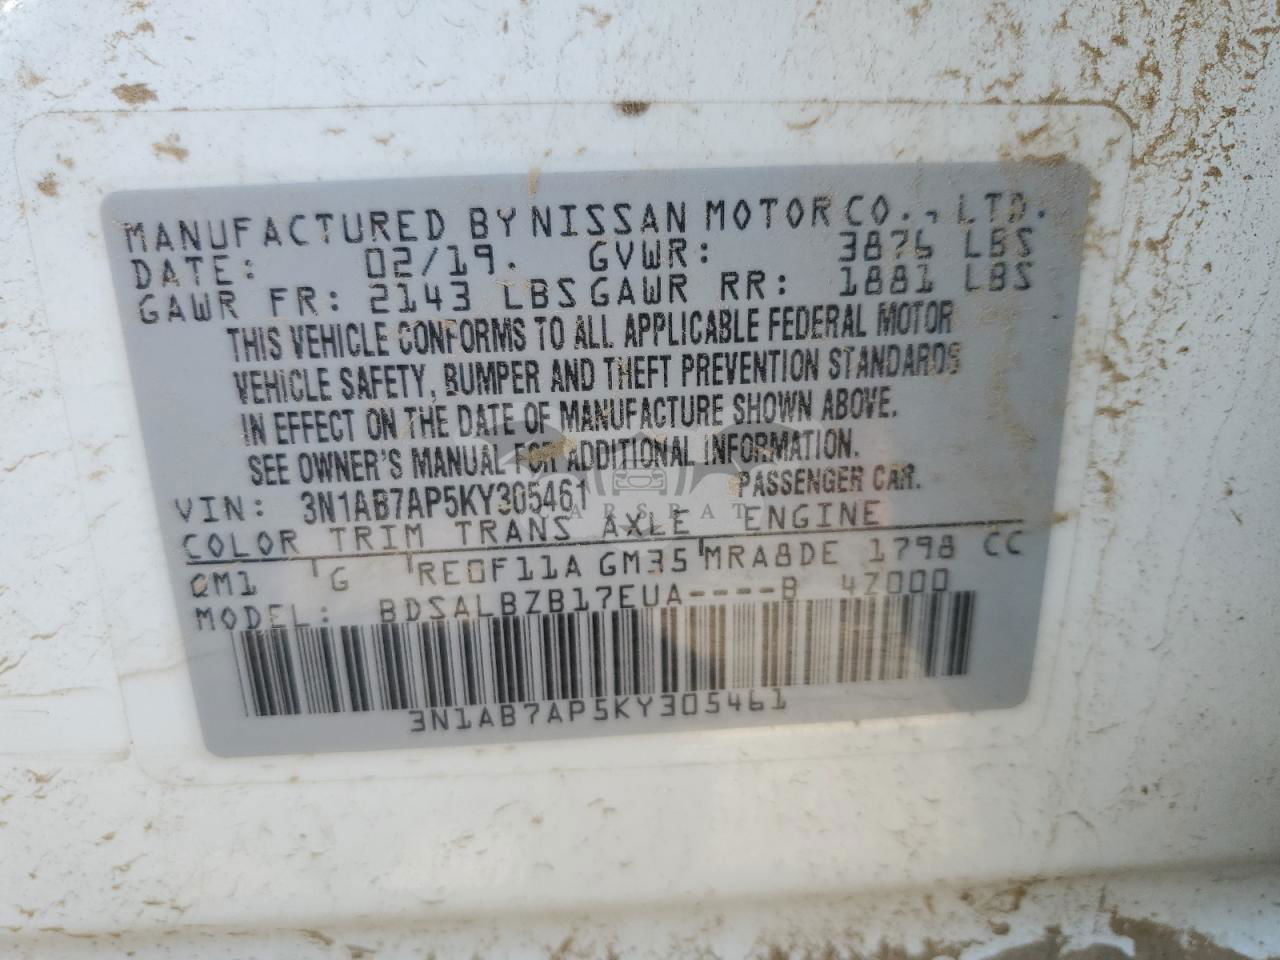 MANUFACTURED BY NISSAN MOTOR CO., LTD.
DATE: 02/19. GVWR: 3876 LBS
GAWR FR: 2143 LBS GAWR RR: 1881 LBS
THIS VEHICLE CONFORMS TO ALL APPLICABLE FEDERAL MOTOR
VEHICLE SAFETY, BUMPER AND THEFT PREVENTION STANDARDS
IN EFFECT ON THE DATE OF MANUFACTURE SHOWN ABOVE.
SEE OWNER'S MANUAL FOR ADDITIONAL INFORMATION.
VIN: 3N1AB7AP5KY305461 PASSENGER CAR.
COLOR TRIM TRANS AXLE ENGINE
QM1 G RE0F11A GM35 MRA8DE 1798 CC
MODEL: BDSALBZB17EUA----B 4Z000
3N1AB7AP5KY305461